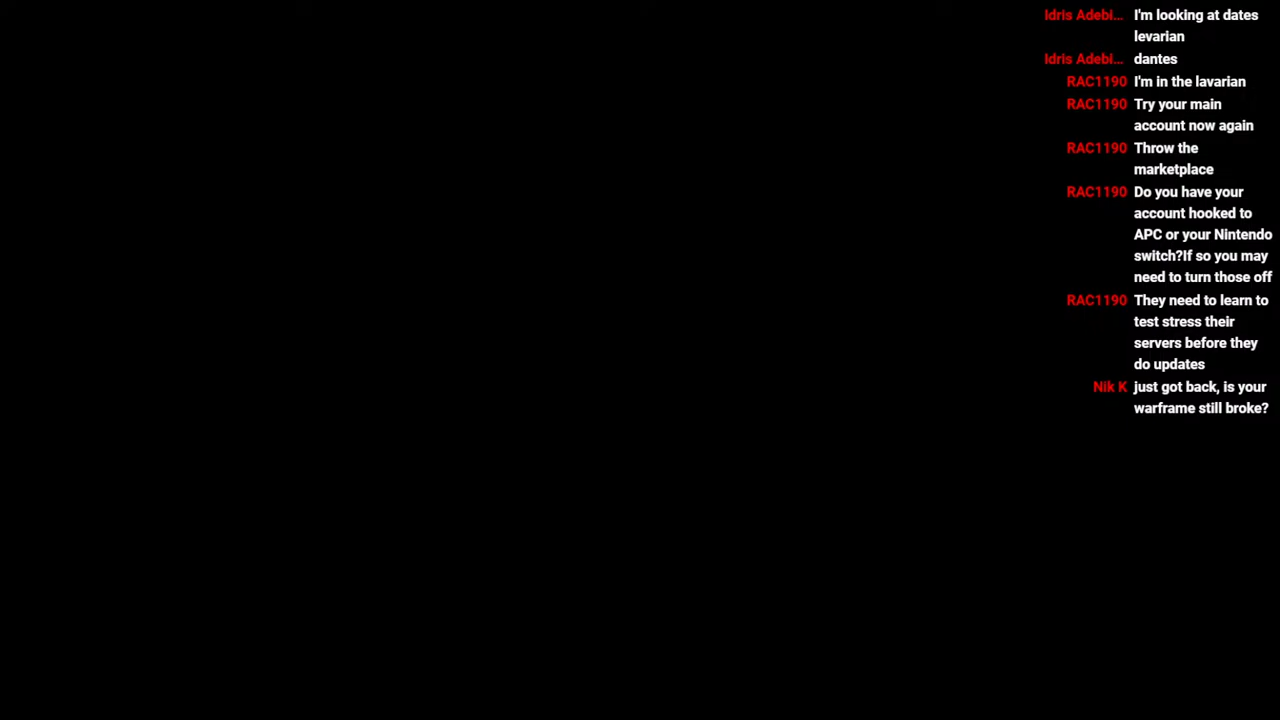 Idris Adebi… I'm looking at dates
levarian
Idris Adebi… dantes
RAC1190 I'm in the lavarian
RAC1190 Try your main
account now again
RAC1190 Throw the
marketplace
RAC1190 Do you have your
account hooked to
APC or your Nintendo
switch?If so you may
need to turn those off
RAC1190 They need to learn to
test stress their
servers before they
do updates
Nik K just got back, is your
warframe still broke?